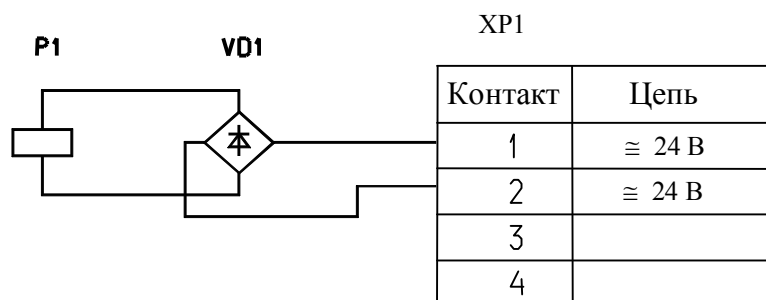 XP1
P1 VD1
Контакт Цепь
1 ≅ 24 В
2 ≅ 24 В
3
4